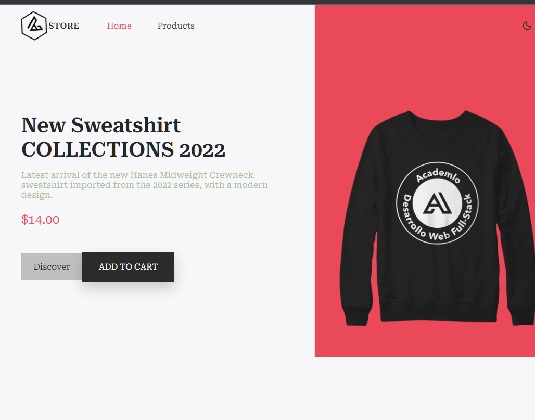 STORE
Home
Products
New Sweatshirt
COLLECTIONS 2022
Latest arrival of the new Hanes Midweight Crewneck
sweatshirt imported from the 2022 series, with a modern
design.
$14.00
Discover
ADD TO CART
Academlo
Desarrollo Web Full-Stack